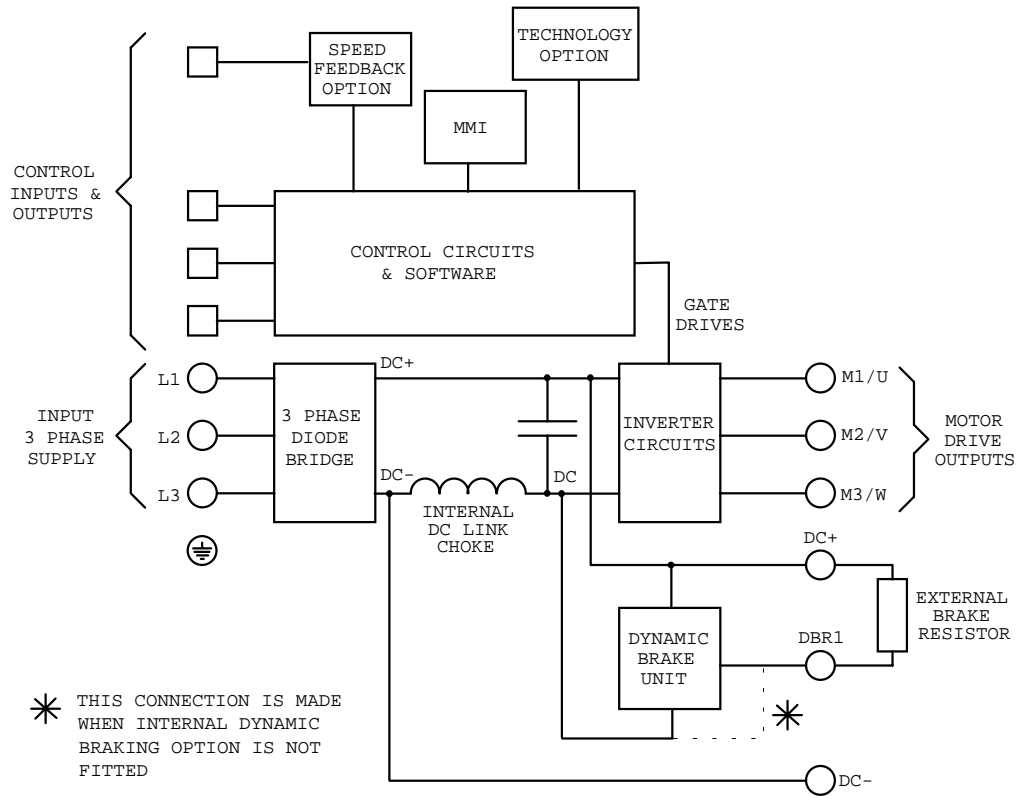 TECHNOLOGY
OPTION
SPEED
FEEDBACK
OPTION
MMI
CONTROL
INPUTS &
OUTPUTS
CONTROL CIRCUITS
& SOFTWARE
GATE
DRIVES
INPUT
3 PHASE
SUPPLY
L1
L2
L3
3 PHASE
DIODE
BRIDGE
DC+
DC-
INTERNAL
DC LINK
CHOKE
DC
INVERTER
CIRCUITS
M1/U
M2/V
M3/W
MOTOR
DRIVE
OUTPUTS
DC+
EXTERNAL
BRAKE
RESISTOR
DYNAMIC
BRAKE
UNIT
DBR1
DC-
THIS CONNECTION IS MADE
WHEN INTERNAL DYNAMIC
BRAKING OPTION IS NOT
FITTED